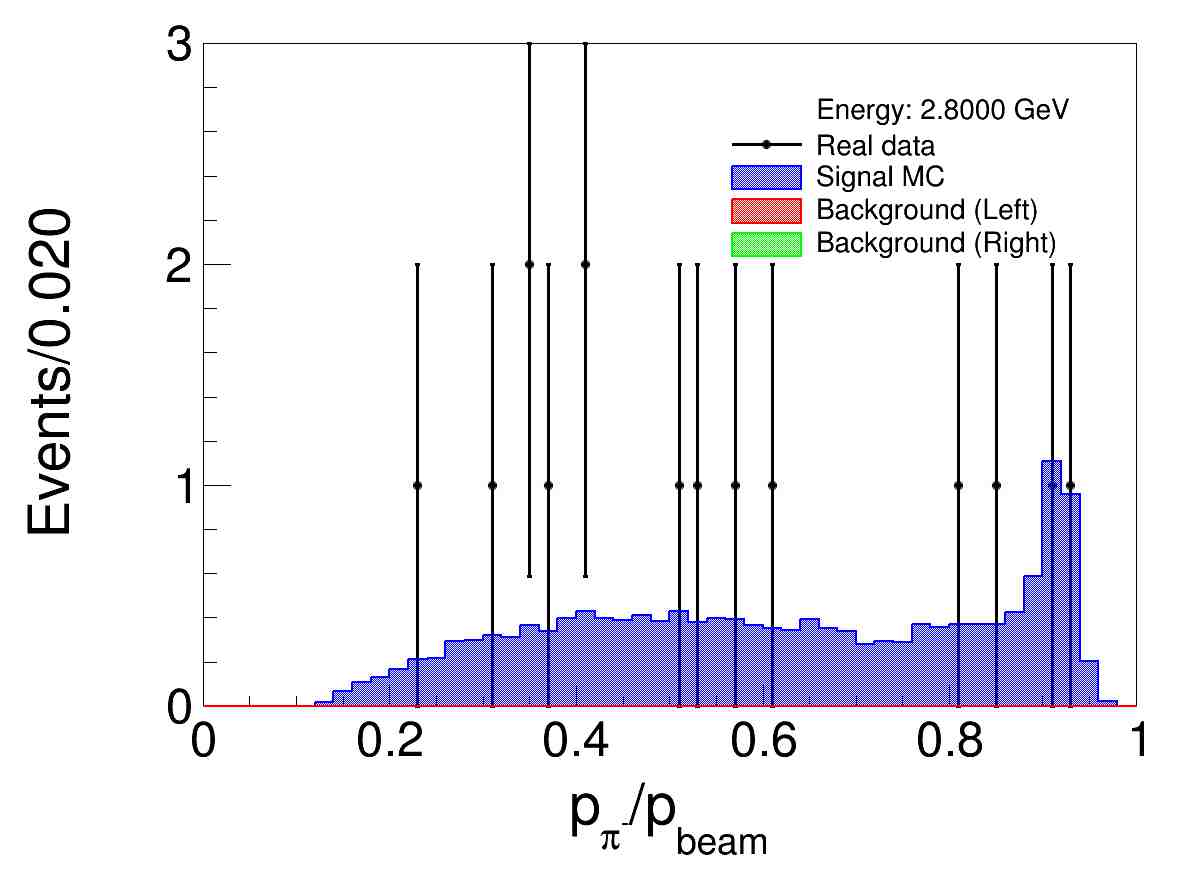 3
2
1
0
Events/0.020
Energy: 2.8000 GeV
Real data
Signal MC
Background (Left)
Background (Right)
0 0.2 0.4 0.6 0.8 1
pπ-/pbeam